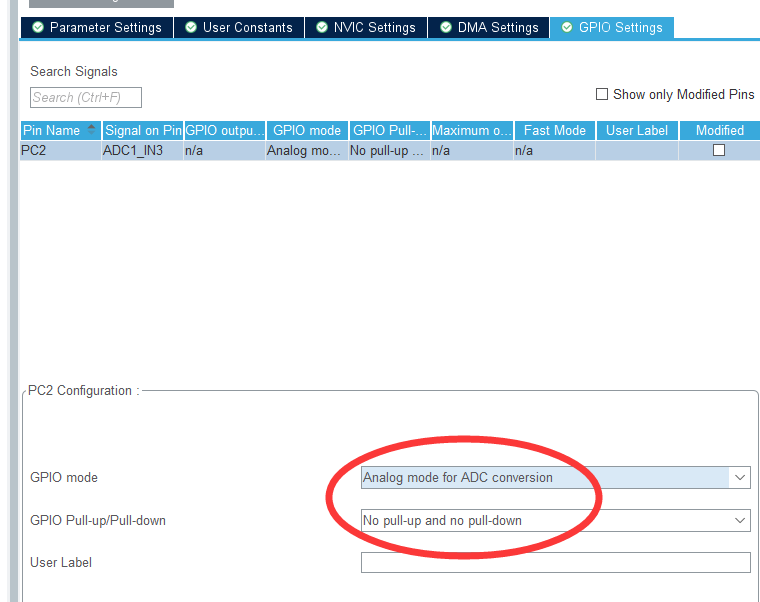 Parameter Settings User Constants NVIC Settings DMA Settings GPIO Settings
Search Signals
Search (Ctrl+F) Show only Modified Pins
Pin Name Signal on Pin GPIO outpu... GPIO mode GPIO Pull-... Maximum o... Fast Mode User Label Modified
PC2 ADC1_IN3 n/a Analog mo... No pull-up ... n/a n/a
PC2 Configuration :
GPIO mode Analog mode for ADC conversion
GPIO Pull-up/Pull-down No pull-up and no pull-down
User Label